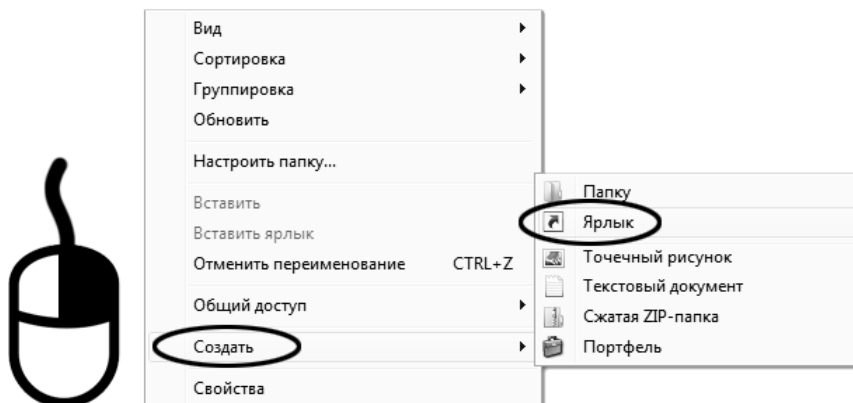 Вид
Сортировка
Группировка
Обновить
Настроить папку...
Вставить
Вставить ярлык
Отменить переименование CTRL+Z
Общий доступ
Создать
Свойства
Папку
Ярлык
Точечный рисунок
Текстовый документ
Сжатая ZIP-папка
Портфель